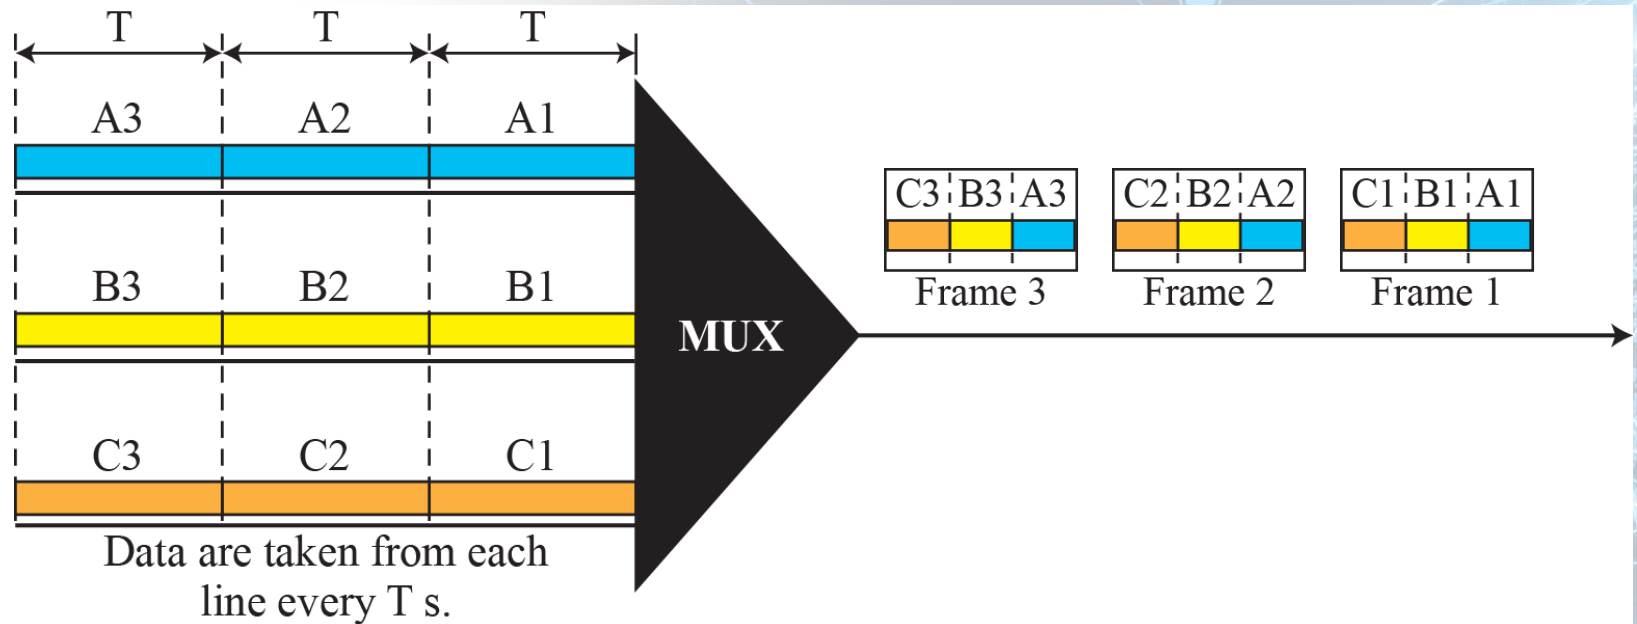 T T T
A3 A2 A1
C3 B3 A3 C2 B2 A2 C1 B1 A1
B3 B2 B1
Frame 3 Frame 2 Frame 1
MUX
C3 C2 C1
Data are taken from each
line every T s.